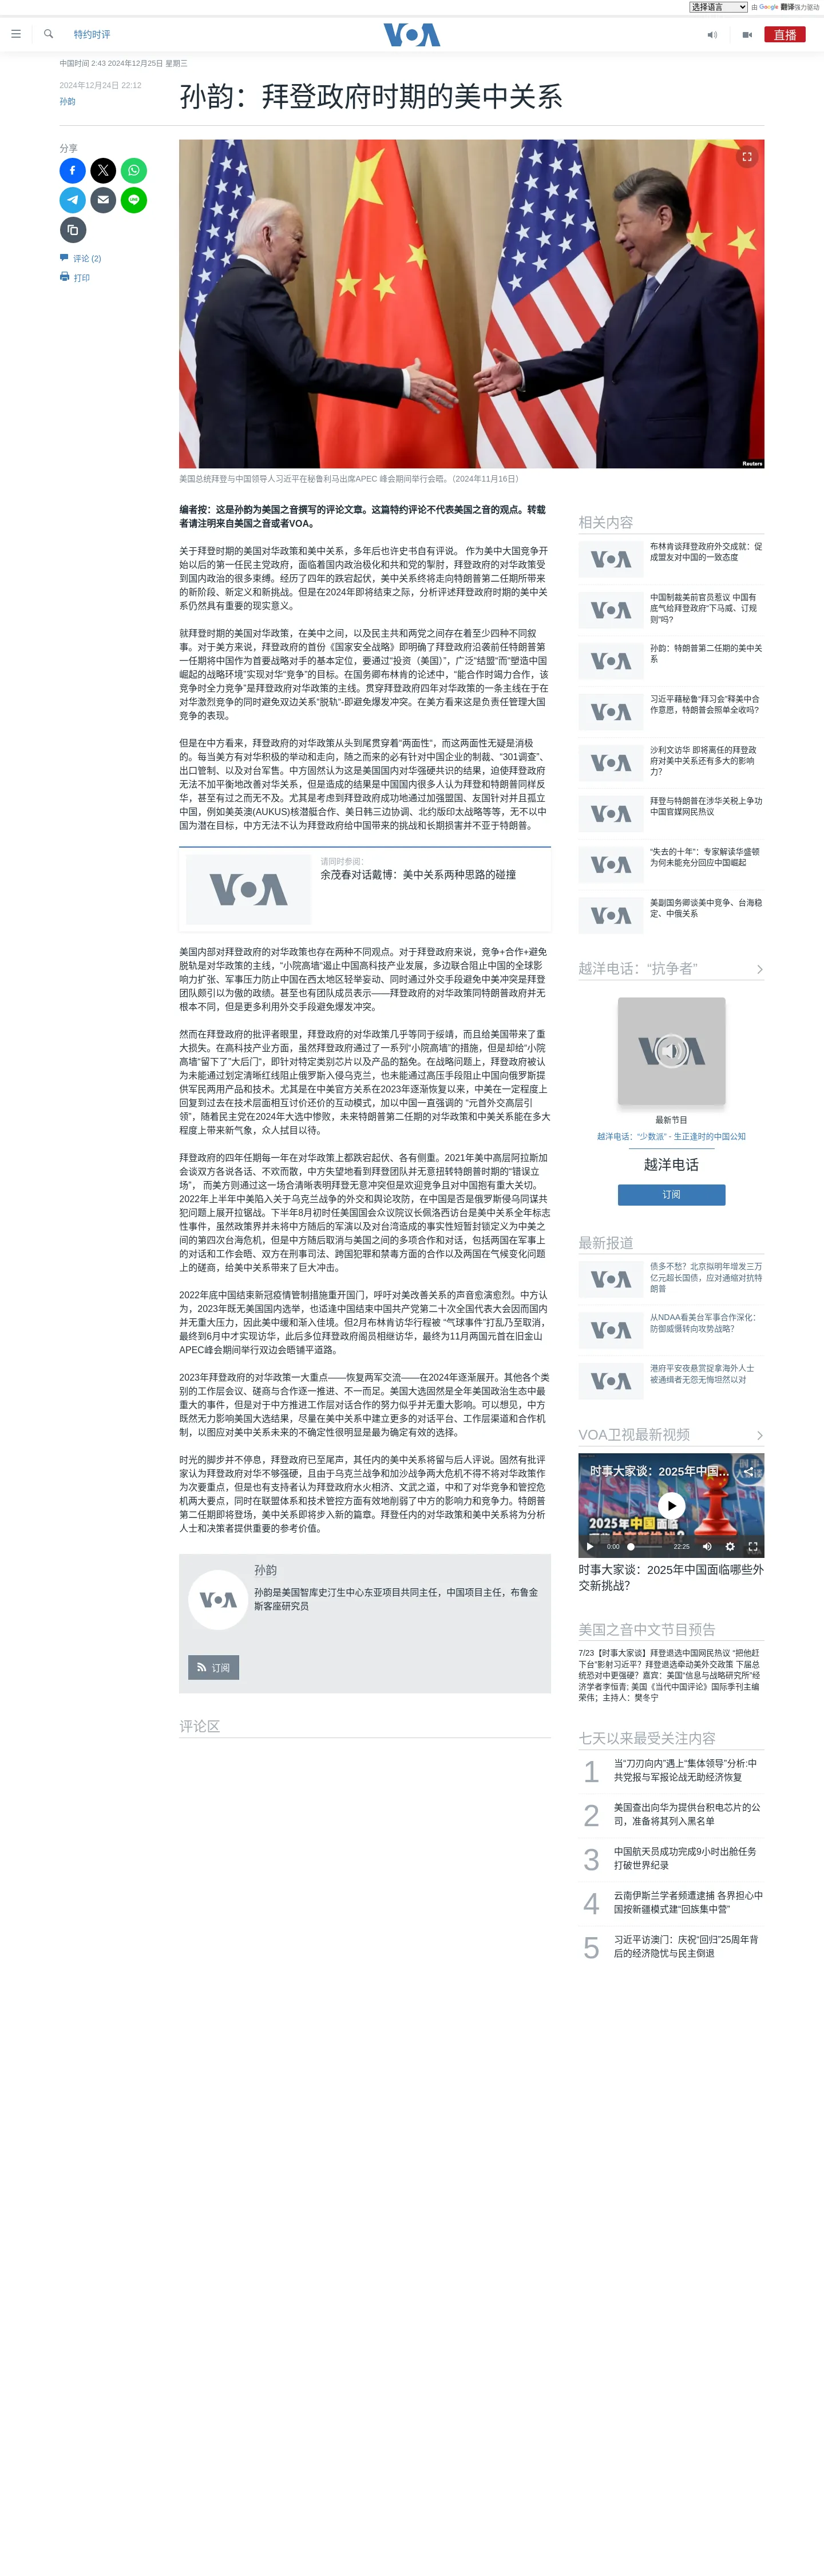 选择语言 由 Google 翻译强力驱动
特约时评
VOA
直播
中国时间 2:43 2024年12月25日 星期三
2024年12月24日 22:12
孙韵
孙韵：拜登政府时期的美中关系
分享
评论 (2)
打印
Reuters
美国总统拜登与中国领导人习近平在秘鲁利马出席APEC 峰会期间举行会晤。（2024年11月16日）
编者按：这是孙韵为美国之音撰写的评论文章。这篇特约评论不代表美国之音的观点。转载
者请注明来自美国之音或者VOA。
关于拜登时期的美国对华政策和美中关系，多年后也许史书自有评说。 作为美中大国竞争开
始以后的第一任民主党政府，面临着国内政治极化和共和党的掣肘，拜登政府的对华政策受
到国内政治的很多束缚。经历了四年的跌宕起伏，美中关系终将走向特朗普第二任期所带来
的新阶段、新定义和新挑战。但是在2024年即将结束之际，分析评述拜登政府时期的美中关
系仍然具有重要的现实意义。
就拜登时期的美国对华政策，在美中之间，以及民主共和两党之间存在着至少四种不同叙
事。对于美方来说，拜登政府的首份《国家安全战略》即明确了拜登政府沿袭前任特朗普第
一任期将中国作为首要战略对手的基本定位，要通过“投资（美国）”，广泛“结盟”而“塑造中国
崛起的战略环境”实现对华“竞争”的目标。在国务卿布林肯的论述中，“能合作时竭力合作，该
竞争时全力竞争”是拜登政府对华政策的主线。贯穿拜登政府四年对华政策的一条主线在于在
对华激烈竞争的同时避免双边关系“脱轨”-即避免爆发冲突。在美方看来这是负责任管理大国
竞争的表现。
但是在中方看来，拜登政府的对华政策从头到尾贯穿着“两面性”，而这两面性无疑是消极
的。每当美方有对华积极的举动和走向，随之而来的必有针对中国企业的制裁、“301调查”、
出口管制、以及对台军售。中方固然认为这是美国国内对华强硬共识的结果，迫使拜登政府
无法不加平衡地改善对华关系，但是造成的结果是中国国内很多人认为拜登和特朗普同样反
华，甚至有过之而无不及。尤其是考虑到拜登政府成功地通过加强盟国、友国针对并且孤立
中国，例如美英澳(AUKUS)核潜艇合作、美日韩三边协调、北约版印太战略等等，无不以中
国为潜在目标，中方无法不认为拜登政府给中国带来的挑战和长期损害并不亚于特朗普。
请同时参阅：
余茂春对话戴博：美中关系两种思路的碰撞
VOA
美国内部对拜登政府的对华政策也存在两种不同观点。对于拜登政府来说，竞争+合作+避免
脱轨是对华政策的主线，“小院高墙”遏止中国高科技产业发展，多边联合阻止中国的全球影
响力扩张、军事压力防止中国在西太地区轻举妄动、同时通过外交手段避免中美冲突是拜登
团队颇引以为傲的政绩。甚至也有团队成员表示——拜登政府的对华政策同特朗普政府并无
根本不同，但是更多利用外交手段避免爆发冲突。
然而在拜登政府的批评者眼里，拜登政府的对华政策几乎等同于绥靖，而且给美国带来了重
大损失。在高科技产业方面，虽然拜登政府通过了一系列“小院高墙”的措施，但是却给“小院
高墙”留下了“大后门”，即针对特定类别芯片以及产品的豁免。在战略问题上，拜登政府被认
为未能通过划定清晰红线阻止俄罗斯入侵乌克兰，也未能通过高压手段阻止中国向俄罗斯提
供军民两用产品和技术。尤其是在中美官方关系在2023年逐渐恢复以来，中美在一定程度上
回复到过去在技术层面相互讨价还价的互动模式，加以中国一直强调的 “元首外交高层引
领”，随着民主党在2024年大选中惨败，未来特朗普第二任期的对华政策和中美关系能在多大
程度上带来新气象，众人拭目以待。
拜登政府的四年任期每一年在对华政策上都跌宕起伏、各有侧重。2021年美中高层阿拉斯加
会谈双方各说各话、不欢而散，中方失望地看到拜登团队并无意扭转特朗普时期的“错误立
场”， 而美方则通过这一场合清晰表明拜登无意冲突但是欢迎竞争且对中国抱有重大关切。
2022年上半年中美陷入关于乌克兰战争的外交和舆论攻防，在中国是否是俄罗斯侵乌同谋共
犯问题上展开拉锯战。下半年8月初时任美国国会众议院议长佩洛西访台是美中关系全年标志
性事件，虽然政策界并未将中方随后的军演以及对台湾造成的事实性短暂封锁定义为中美之
间的第四次台海危机，但是中方随后取消与美国之间的多项合作和对话，包括两国在军事上
的对话和工作会晤、双方在刑事司法、跨国犯罪和禁毒方面的合作以及两国在气候变化问题
上的磋商，给美中关系带来了巨大冲击。
2022年底中国结束新冠疫情管制措施重开国门，呼吁对美改善关系的声音愈演愈烈。中方认
为，2023年既无美国国内选举，也适逢中国结束中国共产党第二十次全国代表大会因而国内
并无重大压力，因此美中缓和渐入佳境。但2月布林肯访华行程被 “气球事件”打乱乃至取消，
最终到6月中才实现访华，此后多位拜登政府阁员相继访华，最终为11月两国元首在旧金山
APEC峰会期间举行双边会晤铺平道路。
2023年拜登政府的对华政策一大重点——恢复两军交流——在2024年逐渐展开。其他各个类
别的工作层会议、磋商与合作逐一推进、不一而足。美国大选固然是全年美国政治生态中最
重大的事件，但是对于中方推进工作层对话合作的努力似乎并无重大影响。可以想见，中方
既然无力影响美国大选结果，尽量在美中关系中建立更多的对话平台、工作层渠道和合作机
制，以图应对美中关系未来的不确定性很明显是最为确定有效的选择。
时光的脚步并不停息，拜登政府已至尾声，其任内的美中关系将留与后人评说。固然有批评
家认为拜登政府对华不够强硬，且由于乌克兰战争和加沙战争两大危机不得不将对华政策作
为次要重点，但是也有支持者认为拜登政府水火相济、文武之道，中和了对华竞争和管控危
机两大要点，同时在联盟体系和技术管控方面有效地削弱了中方的影响力和竞争力。特朗普
第二任期即将登场，美中关系即将步入新的篇章。拜登任内的对华政策和美中关系将为分析
人士和决策者提供重要的参考价值。
孙韵
孙韵是美国智库史汀生中心东亚项目共同主任，中国项目主任，布鲁金
斯客座研究员
VOA
订阅
评论区
相关内容
VOA
布林肯谈拜登政府外交成就：促
成盟友对中国的一致态度
VOA
中国制裁美前官员惹议 中国有
底气给拜登政府“下马威、订规
则”吗?
VOA
孙韵：特朗普第二任期的美中关
系
VOA
习近平藉秘鲁“拜习会”释美中合
作意愿，特朗普会照单全收吗?
VOA
沙利文访华 即将离任的拜登政
府对美中关系还有多大的影响
力?
VOA
拜登与特朗普在涉华关税上争功
中国官媒网民热议
VOA
“失去的十年”：专家解读华盛顿
为何未能充分回应中国崛起
VOA
美副国务卿谈美中竞争、台海稳
定、中俄关系
VOA
越洋电话：“抗争者”
VOA
最新节目
越洋电话：“少数派” - 生正逢时的中国公知
越洋电话
订阅
最新报道
VOA
债多不愁？北京拟明年增发三万
亿元超长国债，应对通缩对抗特
朗普
VOA
从NDAA看美台军事合作深化：
防御威慑转向攻势战略？
VOA
港府平安夜悬赏捉拿海外人士
被通缉者无怨无悔坦然以对
VOA卫视最新视频
时事大家谈：2025年中国…
2025年中国面临
0:00
22:25
时事大家谈：2025年中国面临哪些外
交新挑战？
美国之音中文节目预告
7/23【时事大家谈】拜登退选中国网民热议 “把他赶
下台”影射习近平？拜登退选牵动美外交政策 下届总
统恐对中更强硬？嘉宾：美国“信息与战略研究所”经
济学者李恒青; 美国《当代中国评论》国际季刊主编
荣伟；主持人：樊冬宁
七天以来最受关注内容
1 当“刀刃向内”遇上“集体领导”分析:中
共党报与军报论战无助经济恢复
2 美国查出向华为提供台积电芯片的公
司，准备将其列入黑名单
3 中国航天员成功完成9小时出舱任务
打破世界纪录
4 云南伊斯兰学者频遭逮捕 各界担心中
国按新疆模式建“回族集中营”
5 习近平访澳门：庆祝“回归”25周年背
后的经济隐忧与民主倒退